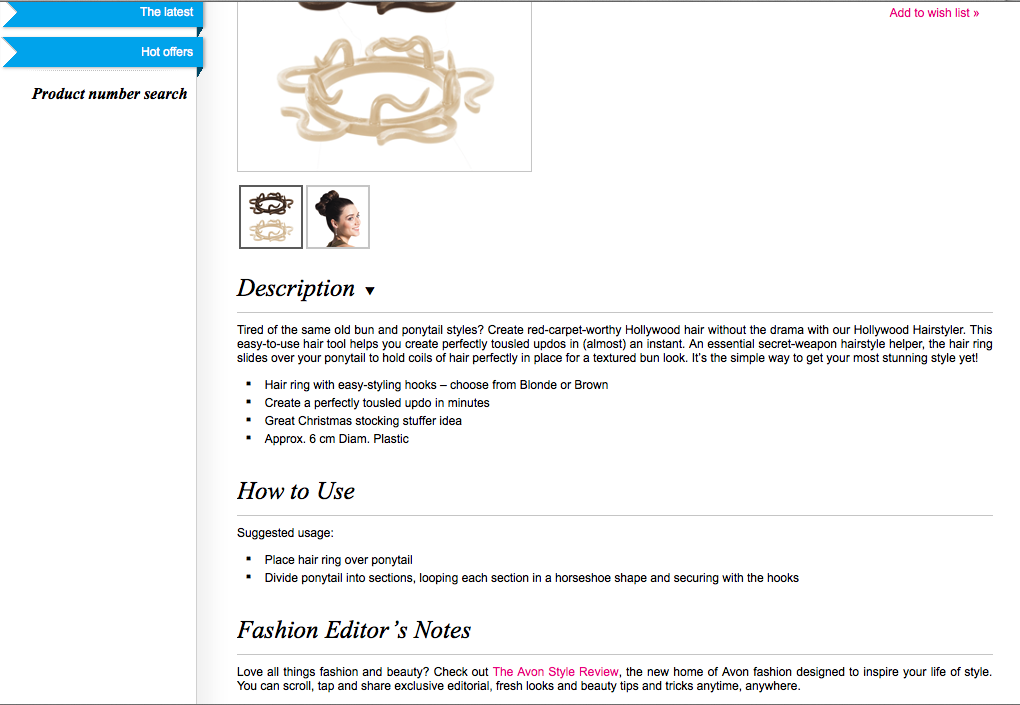 The latest
Add to wish list »
Hot offers
Product number search
Description ▼
Tired of the same old bun and ponytail styles? Create red-carpet-worthy Hollywood hair without the drama with our Hollywood Hairstyler. This
easy-to-use hair tool helps you create perfectly tousled updos in (almost) an instant. An essential secret-weapon hairstyle helper, the hair ring
slides over your ponytail to hold coils of hair perfectly in place for a textured bun look. It's the simple way to get your most stunning style yet!
▪ Hair ring with easy-styling hooks – choose from Blonde or Brown
▪ Create a perfectly tousled updo in minutes
▪ Great Christmas stocking stuffer idea
▪ Approx. 6 cm Diam. Plastic
How to Use
Suggested usage:
▪ Place hair ring over ponytail
▪ Divide ponytail into sections, looping each section in a horseshoe shape and securing with the hooks
Fashion Editor's Notes
Love all things fashion and beauty? Check out The Avon Style Review, the new home of Avon fashion designed to inspire your life of style.
You can scroll, tap and share exclusive editorial, fresh looks and beauty tips and tricks anytime, anywhere.